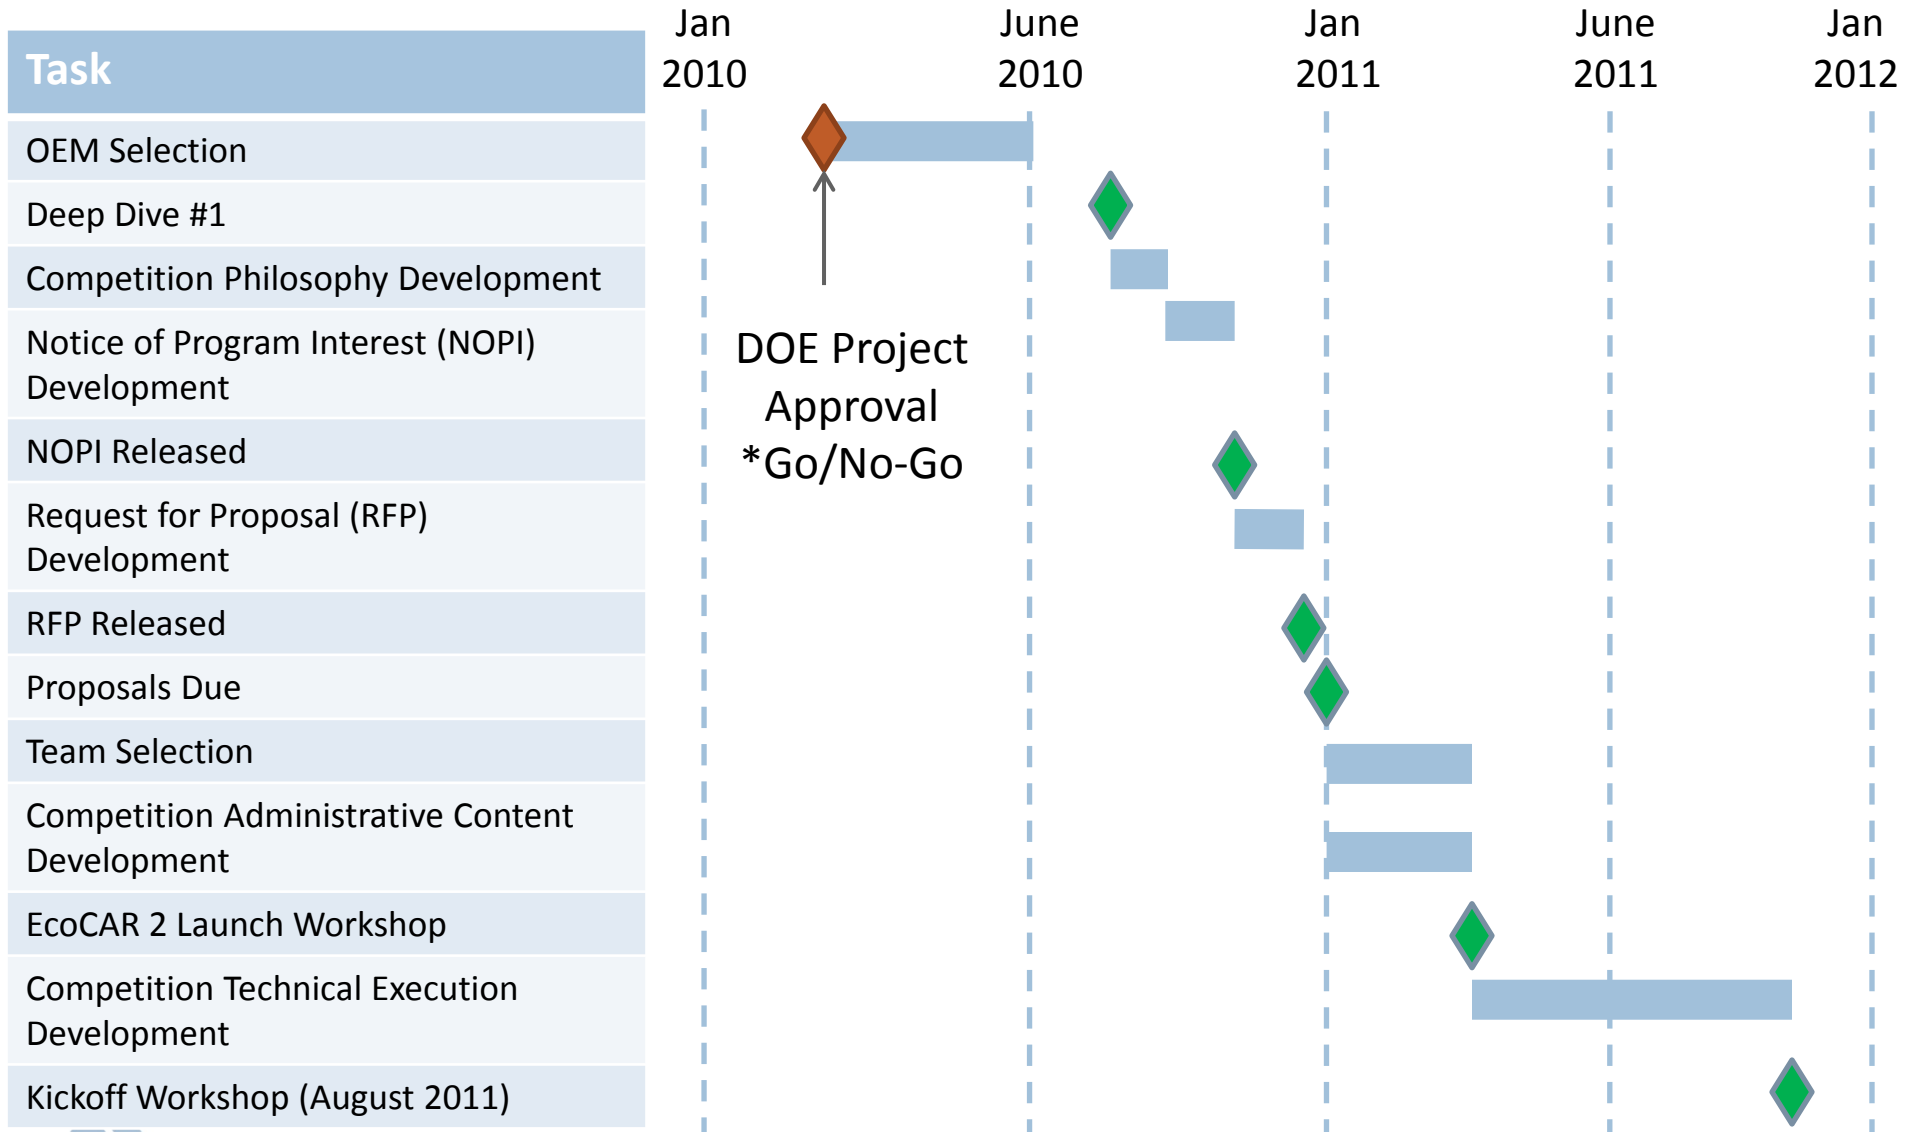 Jan
2010
June
2010
Jan
2011
June
2011
Jan
2012
Task
OEM Selection
Deep Dive #1
Competition Philosophy Development
Notice of Program Interest (NOPI)
Development
NOPI Released
Request for Proposal (RFP)
Development
RFP Released
Proposals Due
Team Selection
Competition Administrative Content
Development
EcoCAR 2 Launch Workshop
Competition Technical Execution
Development
Kickoff Workshop (August 2011)
DOE Project
Approval
*Go/No-Go